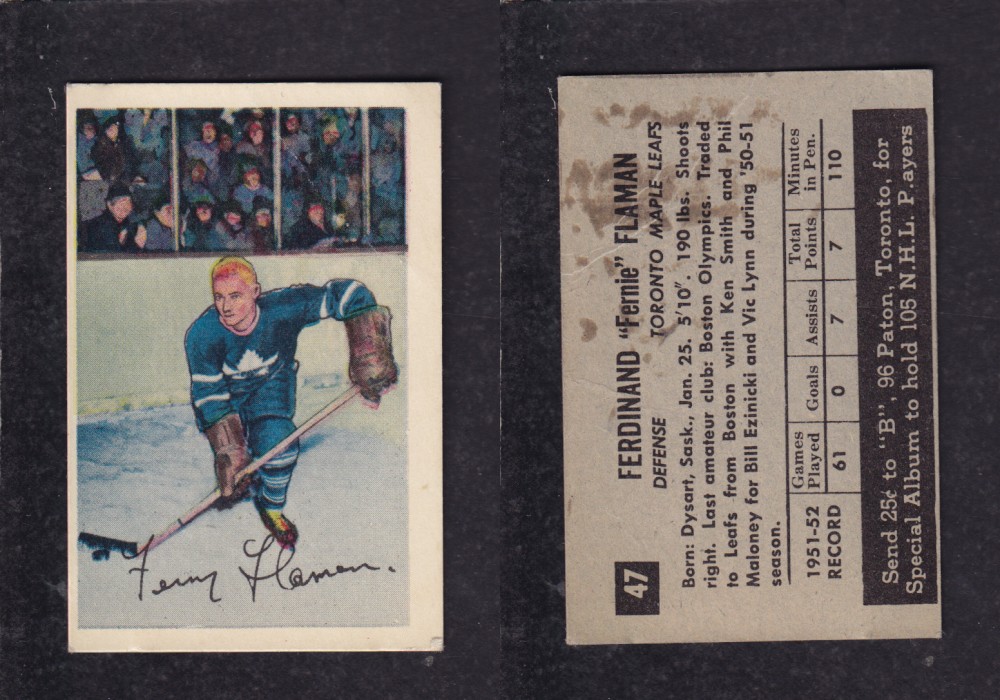 Ferny Flaman.
47
FERDINAND "Fernie" FLAMAN
DEFENSE TORONTO MAPLE LEAFS
Born: Dysart, Sask., Jan. 25. 5'10". 190 lbs. Shoots
right. Last amateur club: Boston Olympics. Traded
to Leafs from Boston with Ken Smith and Phil
Maloney for Bill Ezinicki and Vic Lynn during '50-51
season.
1951-52 RECORD
Games Played Goals Assists Total Points Minutes in Pen.
61 0 7 7 110
Send 25¢ to "B", 96 Paton, Toronto, for
Special Album to hold 105 N.H.L. P.ayers